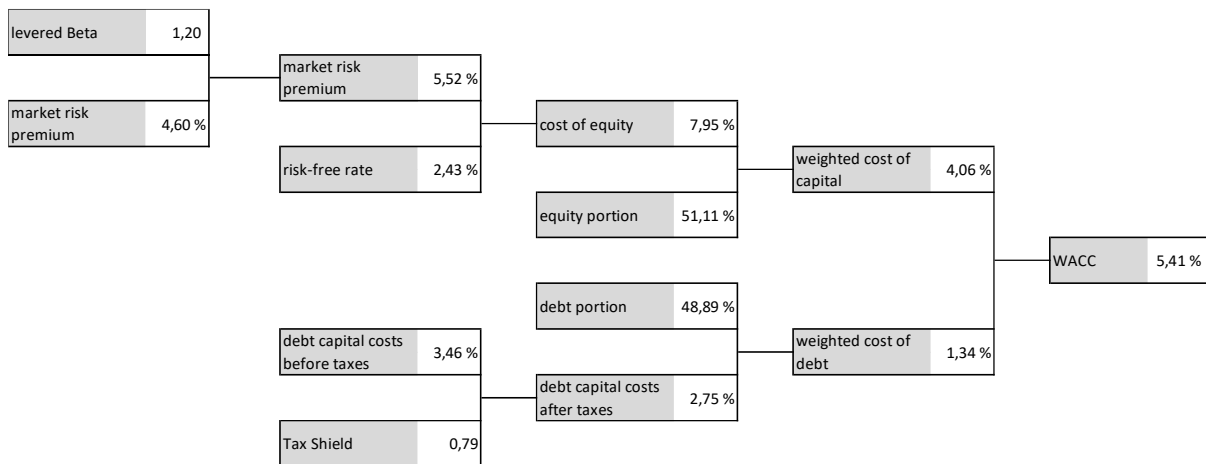 levered Beta 1,20
market risk
premium 4,60 %
market risk
premium 5,52 %
risk-free rate 2,43 %
cost of equity 7,95 %
equity portion 51,11 %
weighted cost of
capital 4,06 %
WACC 5,41 %
debt portion 48,89 %
weighted cost of
debt 1,34 %
debt capital costs
before taxes 3,46 %
debt capital costs
after taxes 2,75 %
Tax Shield 0,79